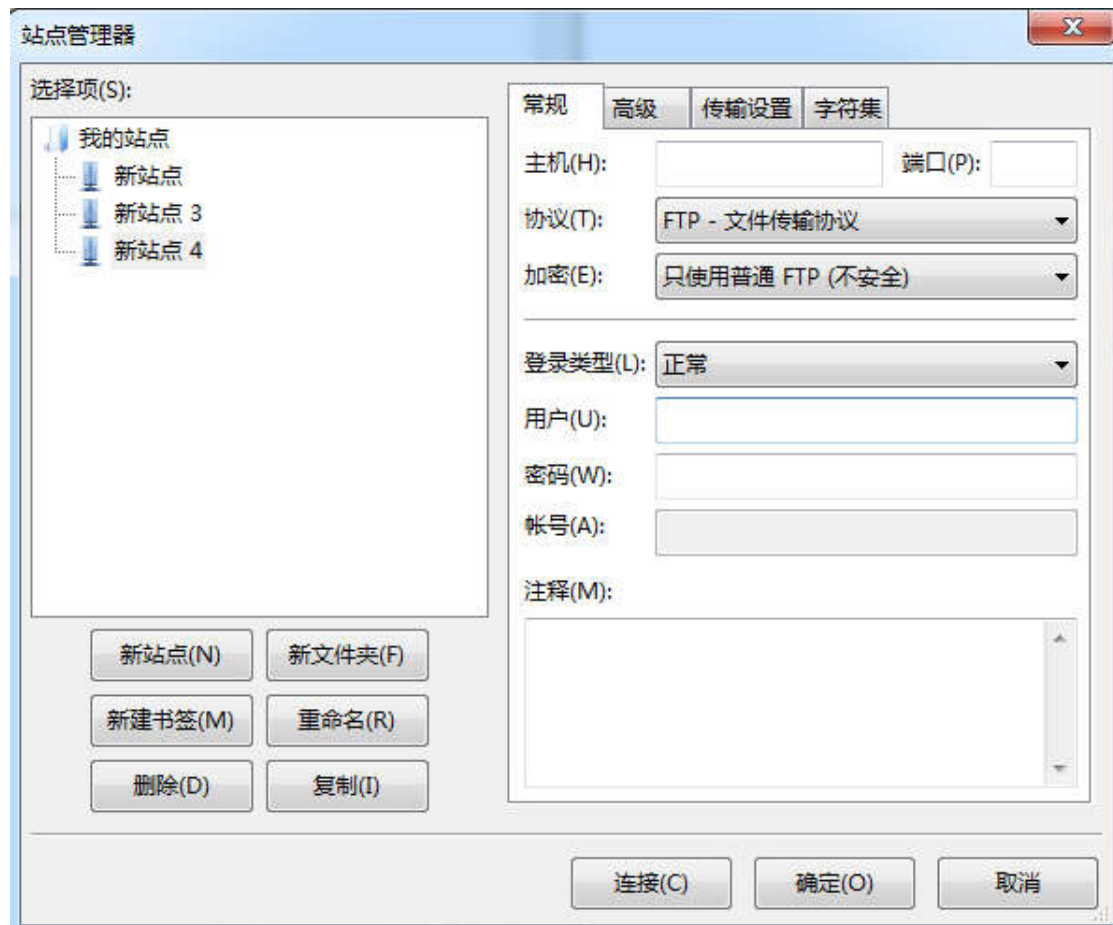 站点管理器
选择项(S):
我的站点
新站点
新站点 3
新站点 4
新站点(N) 新文件夹(F)
新建书签(M) 重命名(R)
删除(D) 复制(I)
常规 高级 传输设置 字符集
主机(H): 端口(P):
协议(T): FTP - 文件传输协议
加密(E): 只使用普通 FTP (不安全)
登录类型(L): 正常
用户(U):
密码(W):
帐号(A):
注释(M):
连接(C) 确定(O) 取消